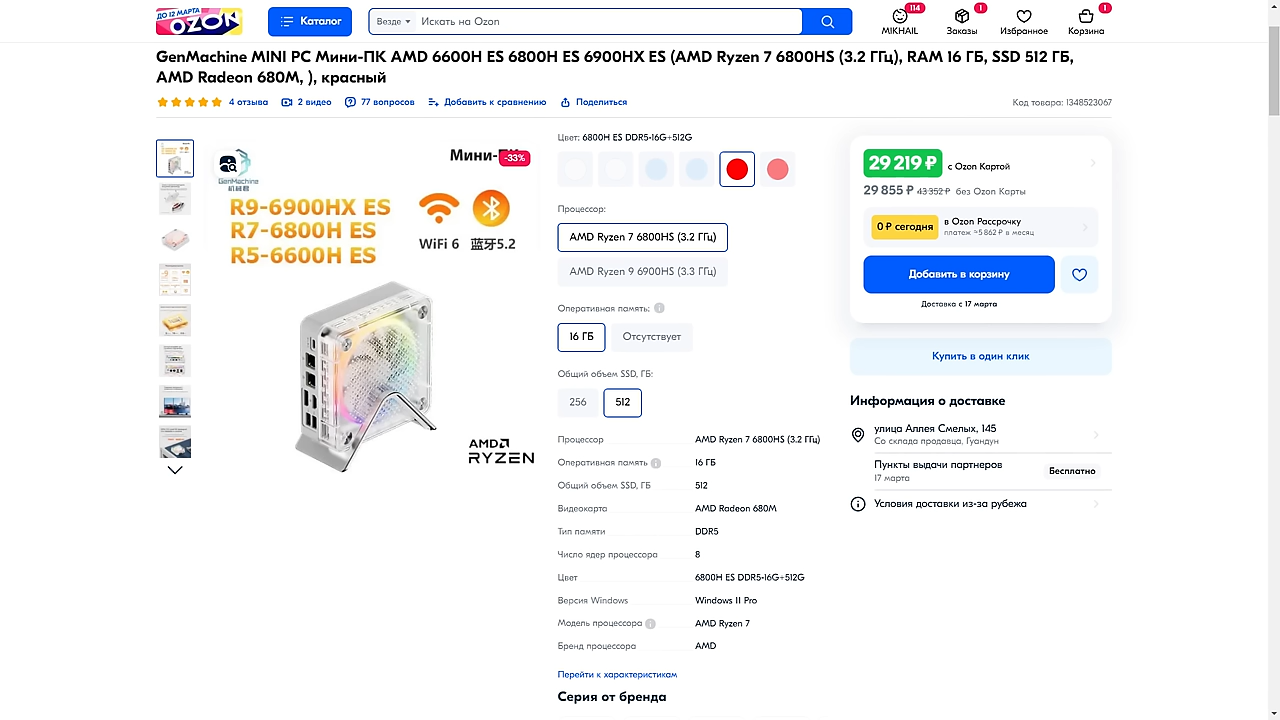 ДО 12 МАРТА
OZON
Каталог
Везде
Искать на Ozon
114
MIKHAIL
1
Заказы
Избранное
1
Корзина
GenMachine MINI PC Мини-ПК AMD 6600H ES 6800H ES 6900HX ES (AMD Ryzen 7 6800HS (3.2 ГГц), RAM 16 ГБ, SSD 512 ГБ,
AMD Radeon 680M, ), красный
4 отзыва
2 видео
77 вопросов
Добавить к сравнению
Поделиться
Код товара: 1348523067
GenMachine
Мини-ПК
-33%
R9-6900HX ES
R7-6800H ES
R5-6600H ES
WiFi 6
蓝牙5.2
AMD
RYZEN
Цвет: 6800H ES DDR5-16G+512G
Процессор:
AMD Ryzen 7 6800HS (3.2 ГГц)
AMD Ryzen 9 6900HS (3.3 ГГц)
Оперативная память:
16 ГБ
Отсутствует
Общий объем SSD, ГБ:
256
512
Процессор AMD Ryzen 7 6800HS (3.2 ГГц)
Оперативная память 16 ГБ
Общий объем SSD, ГБ 512
Видеокарта AMD Radeon 680M
Тип памяти DDR5
Число ядер процессора 8
Цвет 6800H ES DDR5-16G+512G
Версия Windows Windows 11 Pro
Модель процессора AMD Ryzen 7
Бренд процессора AMD
Перейти к характеристикам
Серия от бренда
29 219 ₽ с Ozon Картой
29 855 ₽ 43 352 ₽ без Ozon Карты
0 ₽ сегодня
в Ozon Рассрочку
платеж ≈5 862 ₽ в месяц
Добавить в корзину
Доставка с 17 марта
Купить в один клик
Информация о доставке
улица Аллея Смелых, 145
Со склада продавца, Гуандун
Пункты выдачи партнеров
17 марта
Бесплатно
Условия доставки из-за рубежа